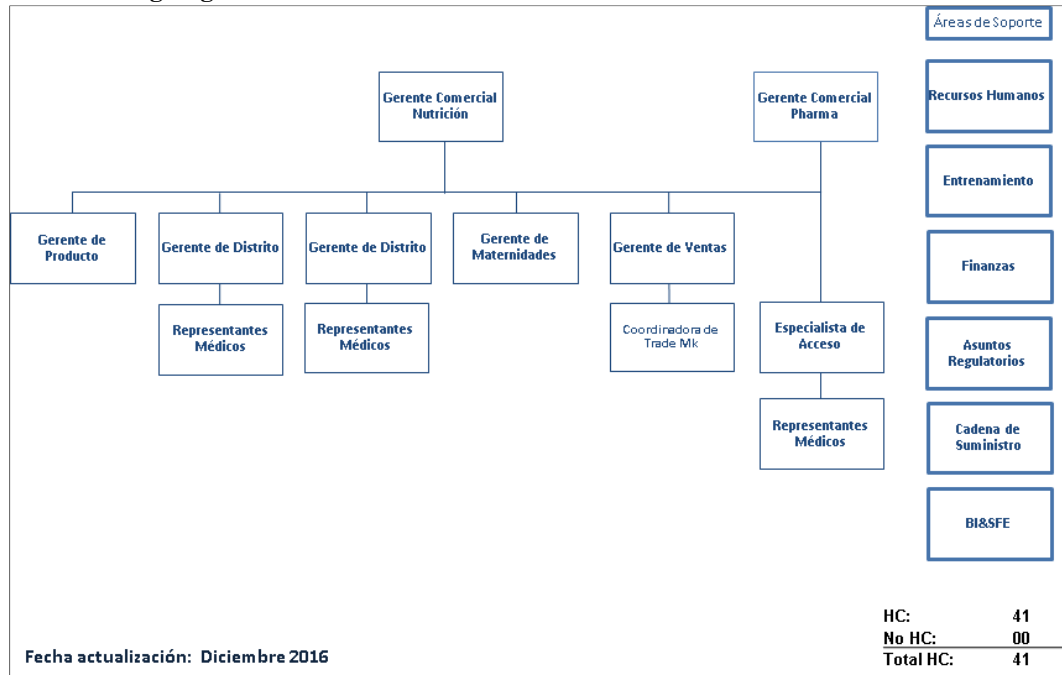 Áreas de Soporte
Gerente Comercial
Nutrición
Gerente Comercial
Pharma
Recursos Humanos
Entrenamiento
Gerente de
Producto
Gerente de Distrito
Gerente de Distrito
Gerente de
Maternidades
Gerente de Ventas
Finanzas
Representantes
Médicos
Representantes
Médicos
Coordinadora de
Trade Mk
Especialista de
Acceso
Asuntos
Regulatorios
Representantes
Médicos
Cadena de
Suministro
BI&SFE
HC: 41
No HC: 00
Total HC: 41
Fecha actualización: Diciembre 2016